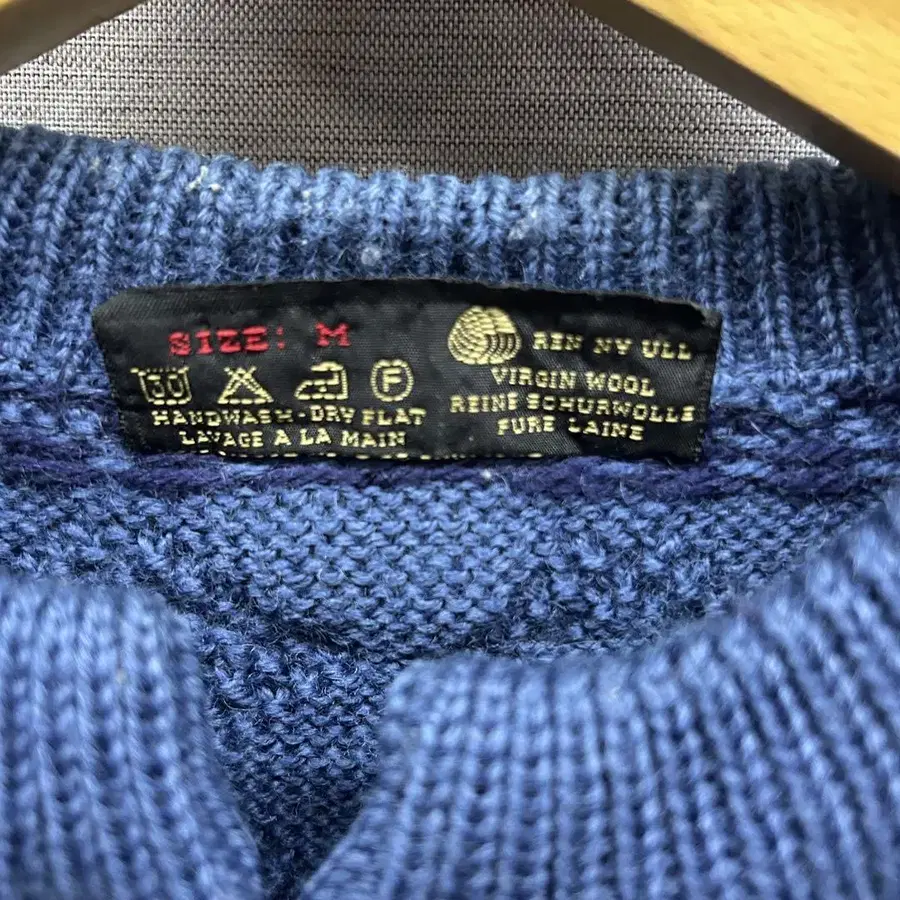 SIZE: M
30 F
HANDWASH-DRY FLAT
LAVAGE A LA MAIN
REN NY ULL
VIRGIN WOOL
REINE SCHURWOLLE
PURE LAINE